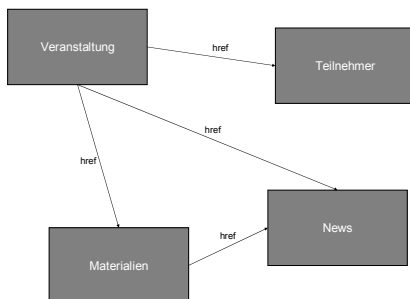 Veranstaltung
href
Teilnehmer
href
href
News
href
Materialien